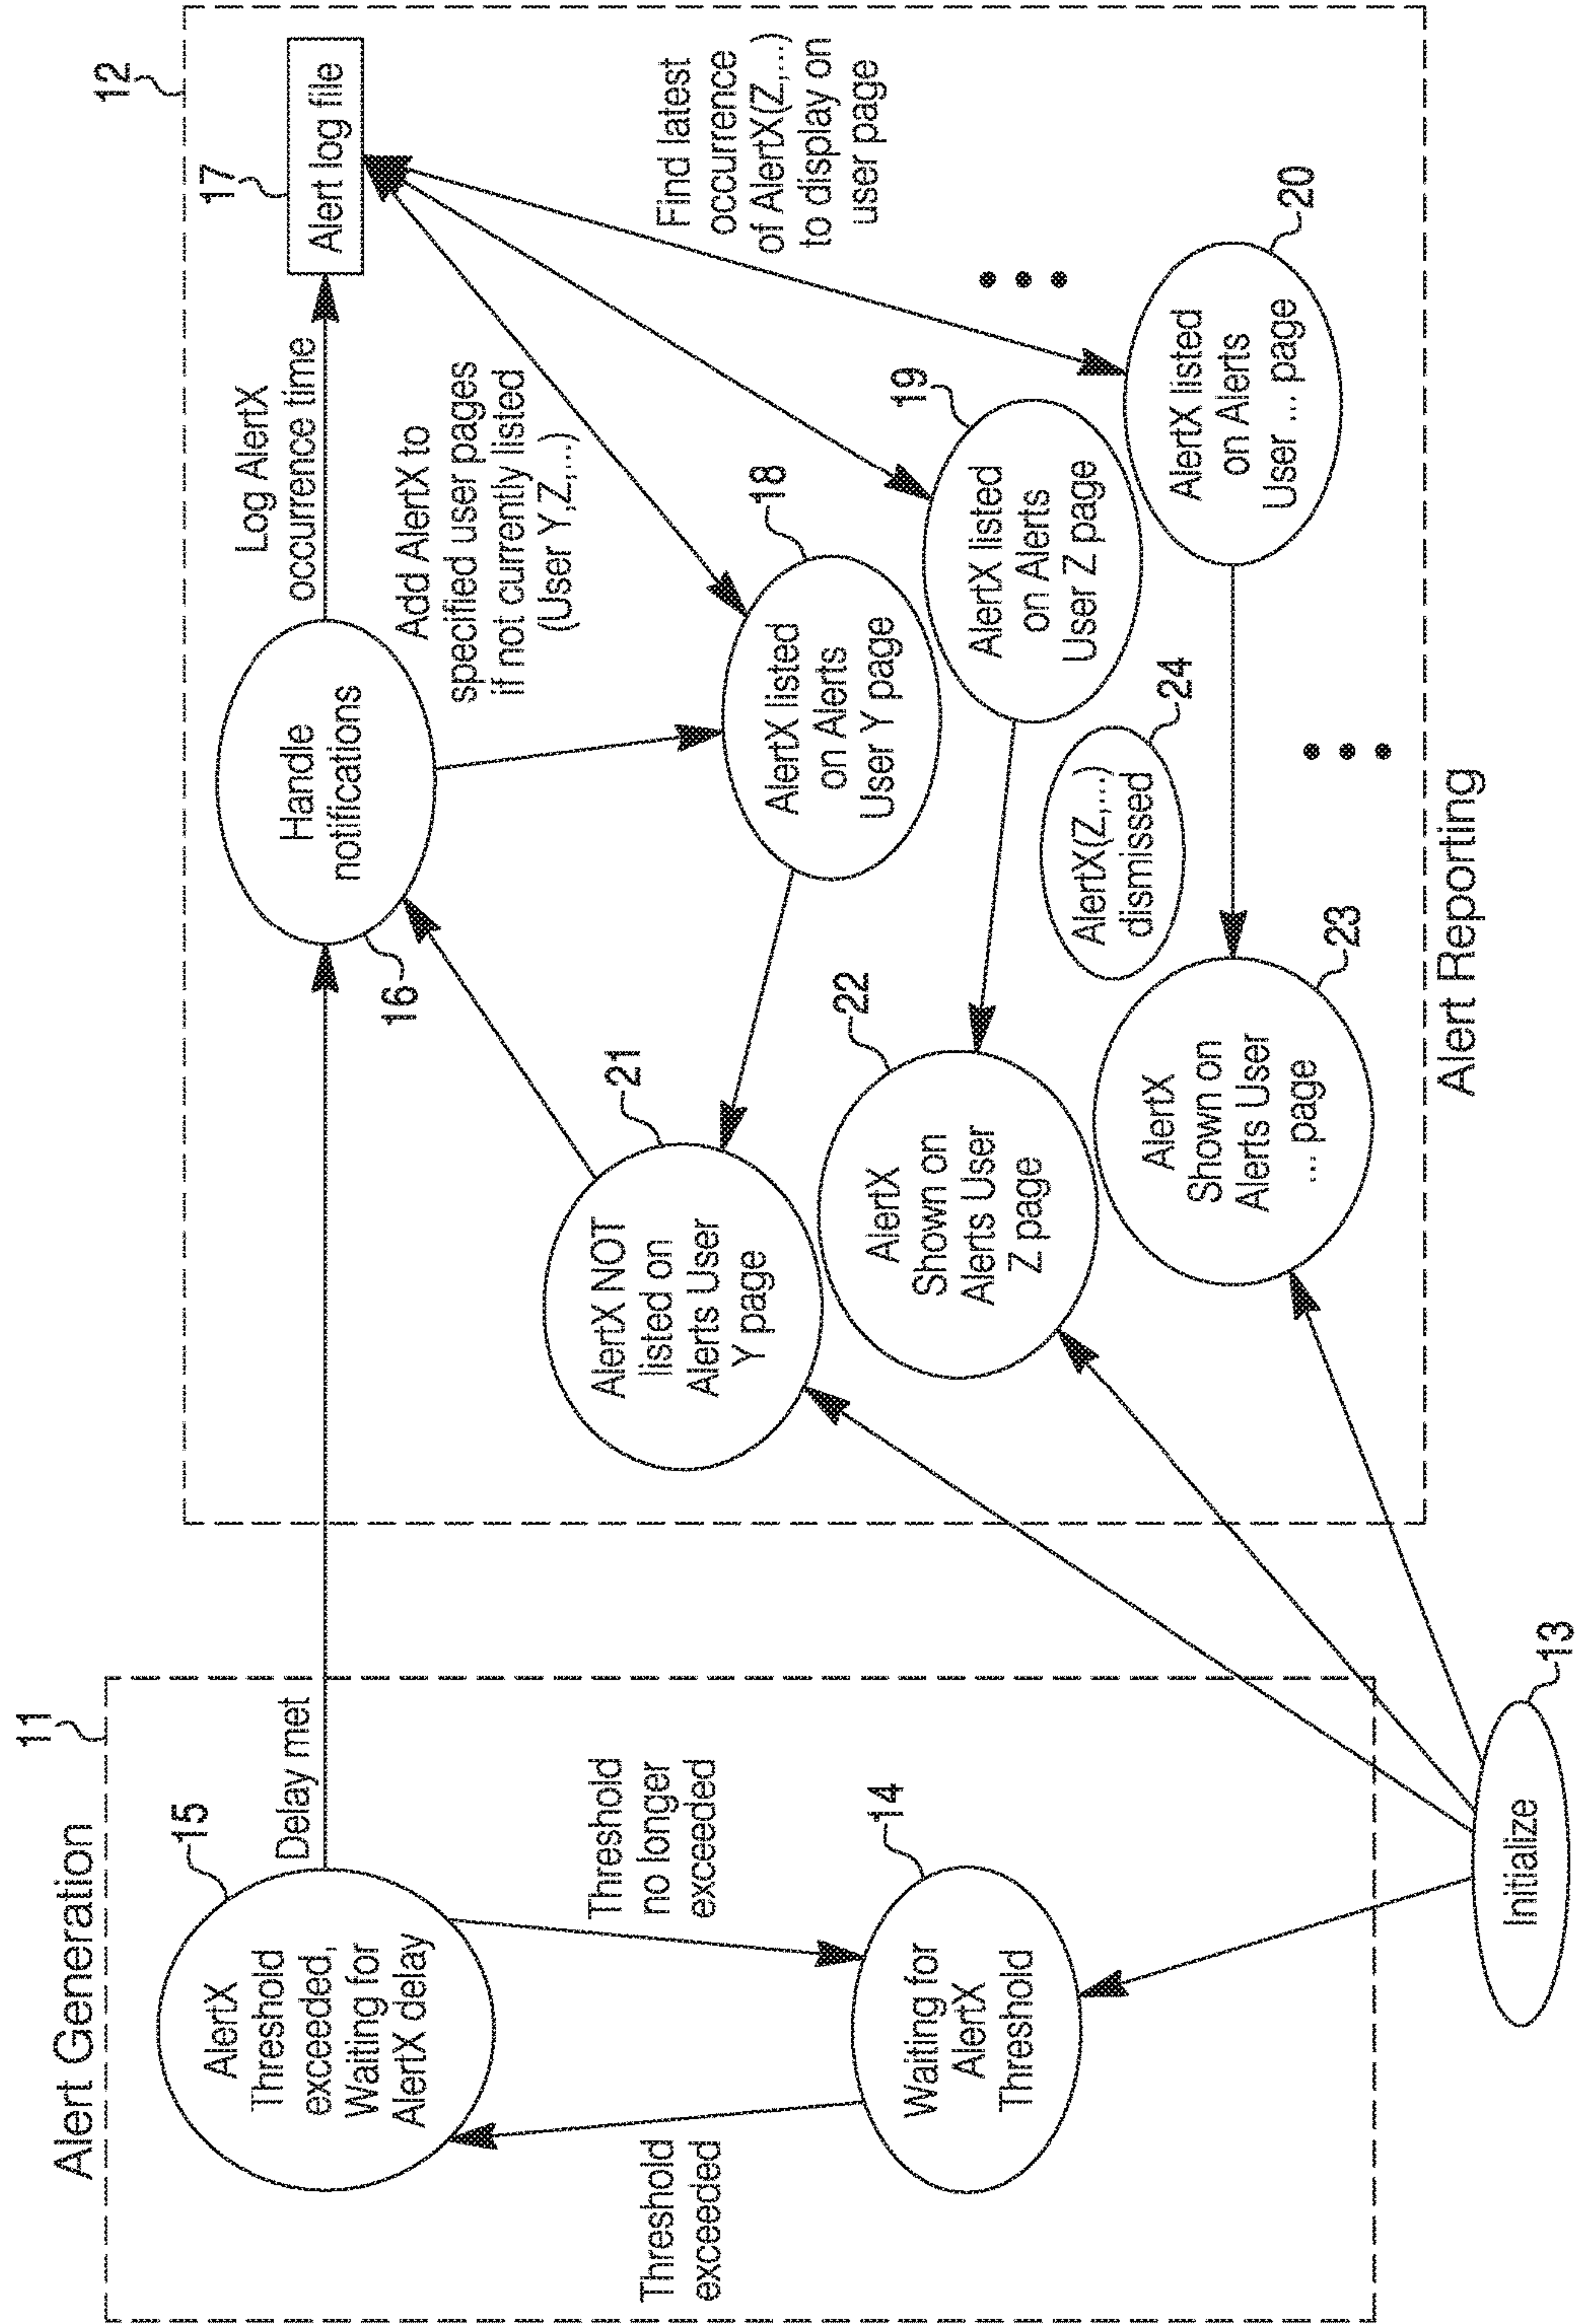 Alert Generation
11
15
AlertX
Threshold
exceeded,
Waiting for
AlertX delay
Delay met
Threshold
exceeded
Threshold
no longer
exceeded
14
Waiting for
AlertX
Threshold
Initialize
13
12
Handle
notifications
16
Log AlertX
occurrence time
17
Alert log file
Add AlertX to
specified user pages
if not currently listed
(User Y,Z,...)
Find latest
occurrence
of AlertX(Z,...)
to display on
user page
21
AlertX NOT
listed on
Alerts User
Y page
18
AlertX listed
on Alerts
User Y page
22
AlertX
Shown on
Alerts User
Z page
19
AlertX listed
on Alerts
User Z page
24
AlertX(Z,...)
dismissed
23
AlertX
Shown on
Alerts User
... page
20
AlertX listed
on Alerts
User ... page
Alert Reporting